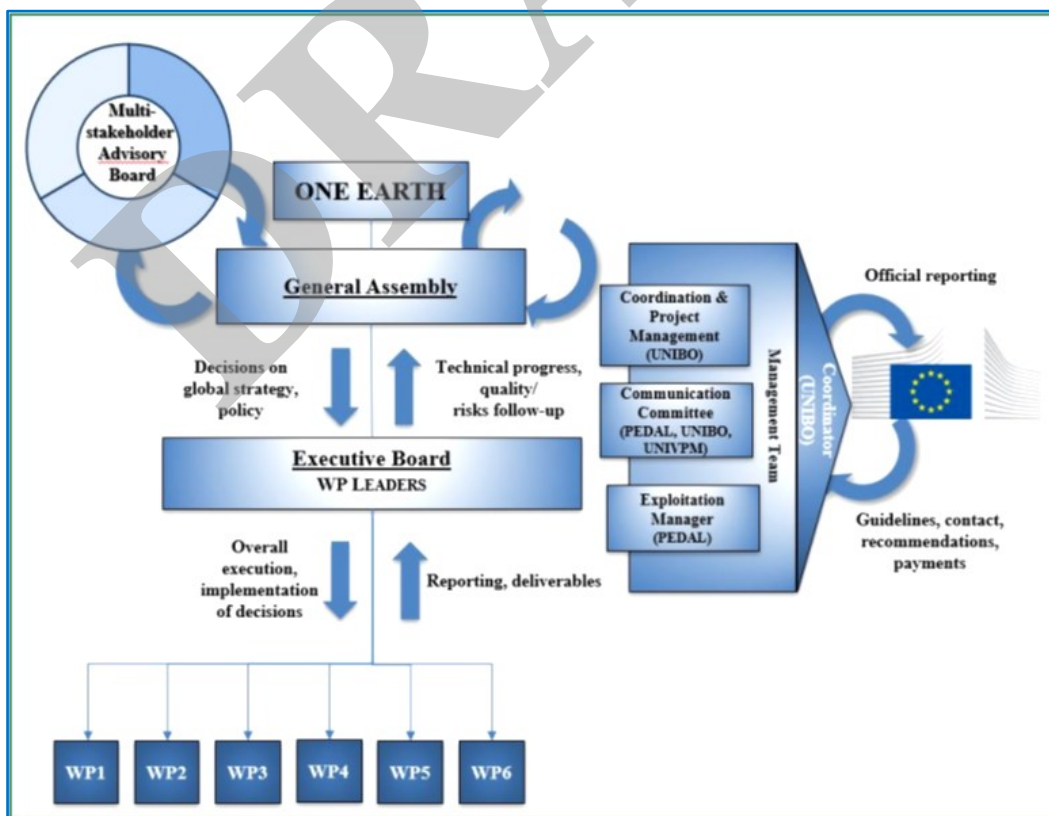 DRA
Multi-
stakeholder
Advisory
Board
ONE EARTH
General Assembly
Decisions on
global strategy,
policy
Technical progress,
quality/
risks follow-up
Executive Board
WP LEADERS
Overall
execution,
implementation
of decisions
Reporting, deliverables
WP1
WP2
WP3
WP4
WP5
WP6
Coordination &
Project
Management
(UNIBO)
Communication
Committee
(PEDAL, UNIBO,
UNIVPM)
Exploitation
Manager
(PEDAL)
Management Team
Coordinator
(UNIBO)
Official reporting
Guidelines, contact,
recommendations,
payments